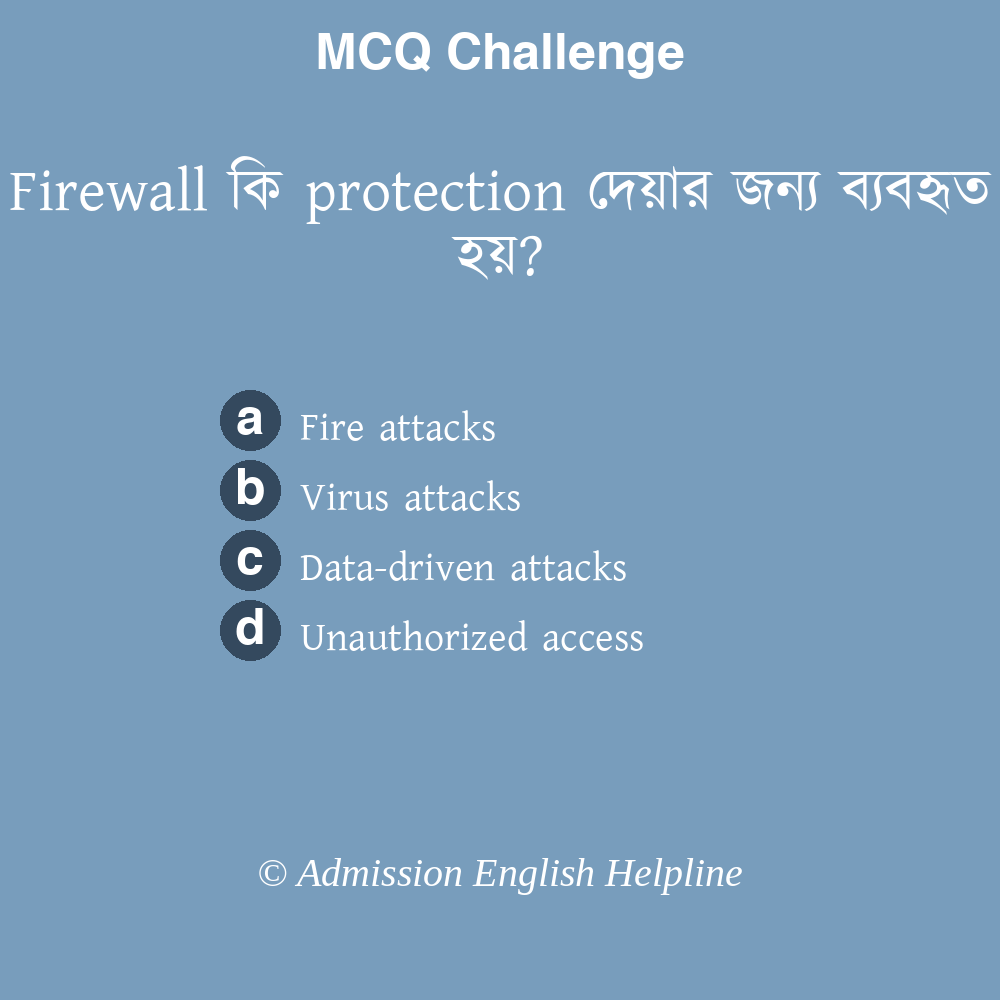 MCQ Challenge
Firewall কি protection দেয়ার জন্য ব্যবহৃত
হয়?
a Fire attacks
b Virus attacks
c Data-driven attacks
d Unauthorized access
© Admission English Helpline